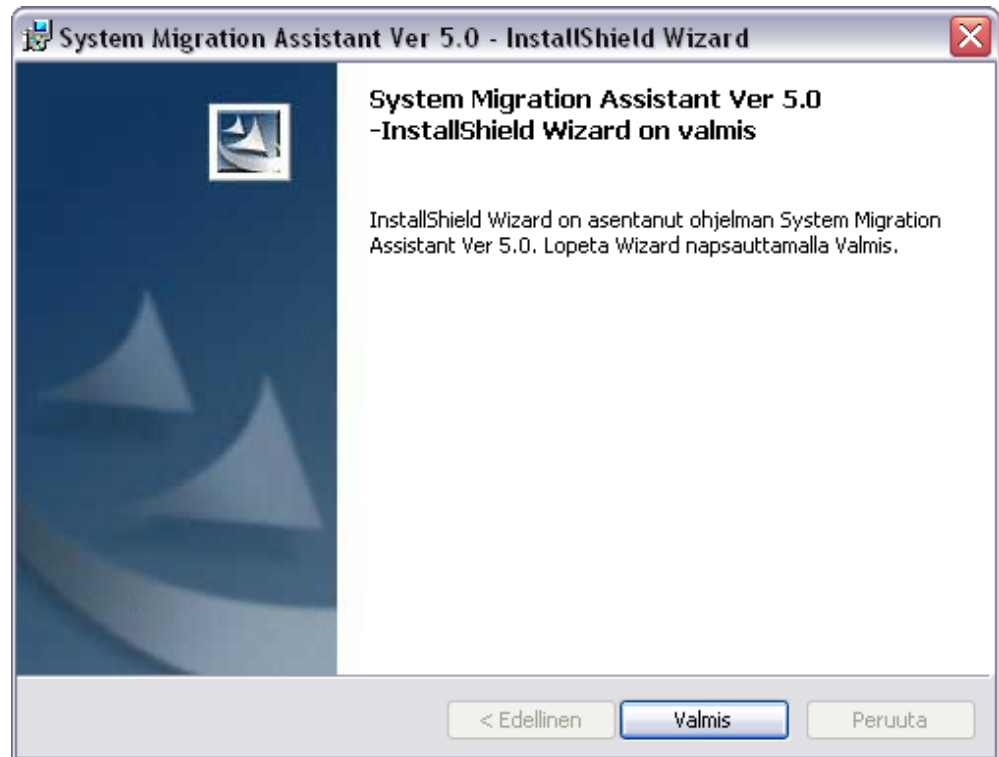 System Migration Assistant Ver 5.0 - InstallShield Wizard
System Migration Assistant Ver 5.0
-InstallShield Wizard on valmis
InstallShield Wizard on asentanut ohjelman System Migration
Assistant Ver 5.0. Lopeta Wizard napsauttamalla Valmis.
< Edellinen
Valmis
Peruuta